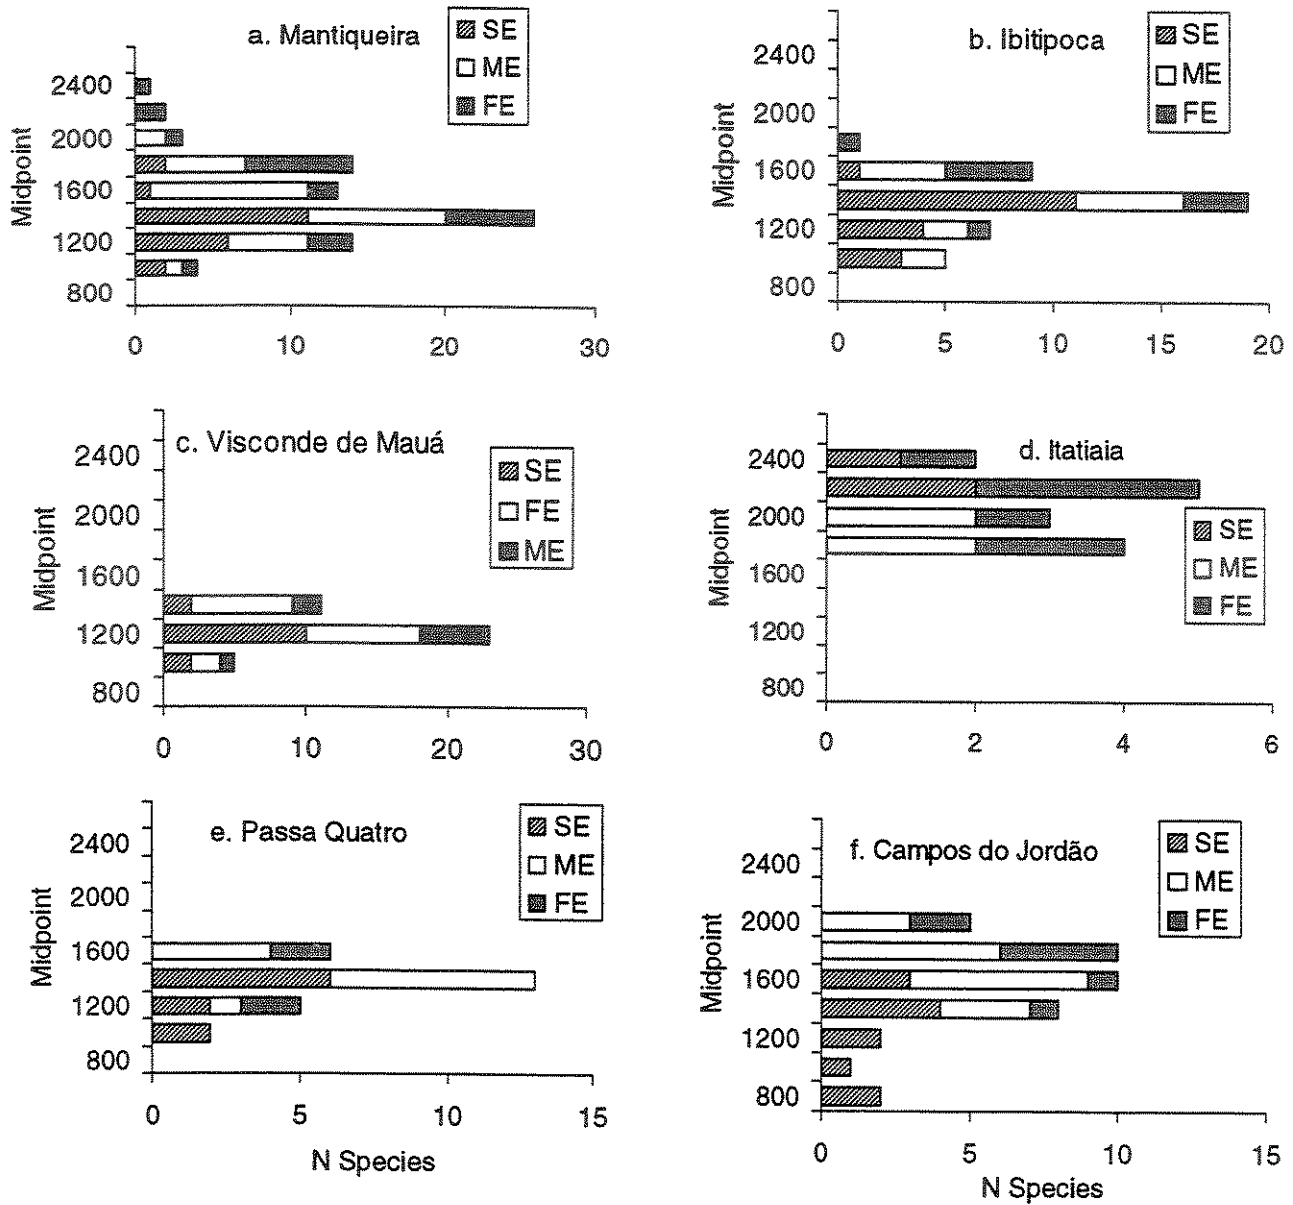 a. Mantiqueira
SE
ME
FE
Midpoint
2400
2000
1600
1200
800
0 10 20 30
b. Ibitipoca
SE
ME
FE
Midpoint
2400
2000
1600
1200
800
0 5 10 15 20
c. Visconde de Mauá
SE
FE
ME
Midpoint
2400
2000
1600
1200
800
0 10 20 30
d. Itatiaia
SE
ME
FE
Midpoint
2400
2000
1600
1200
800
0 2 4 6
e. Passa Quatro
SE
ME
FE
Midpoint
2400
2000
1600
1200
800
0 5 10 15
N Species
f. Campos do Jordão
SE
ME
FE
Midpoint
2400
2000
1600
1200
800
0 5 10 15
N Species